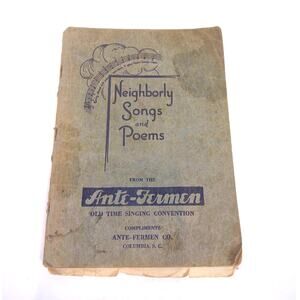 Neighborly
Songs
and
Poems
FROM THE
Ante-Fermen
OLD TIME SINGING CONVENTION
COMPLIMENTS
ANTE-FERMEN CO.
COLUMBIA, S. C.